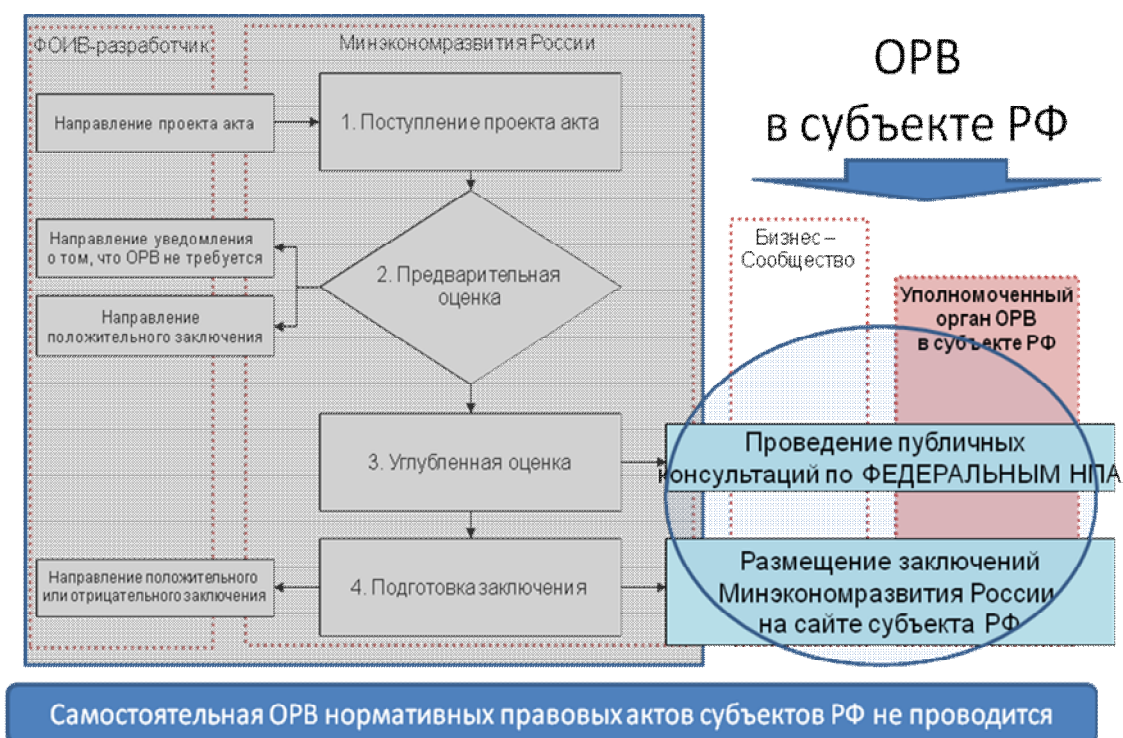 ФОИВ-разработчик
Минэкономразвития России
ОРВ
в субъекте РФ
Направление проекта акта
1. Поступление проекта акта
Направление уведомления
о том, что ОРВ не требуется
2. Предварительная
оценка
Направление
положительного заключения
Бизнес –
Сообщество
Уполномоченный
орган ОРВ
в субъекте РФ
3. Углубленная оценка
Проведение публичных
консультаций по ФЕДЕРАЛЬНЫМ НПА
Направление положительного
или отрицательного заключения
4. Подготовка заключения
Размещение заключений
Минэкономразвития России
на сайте субъекта РФ
Самостоятельная ОРВ нормативных правовых актов субъектов РФ не проводится